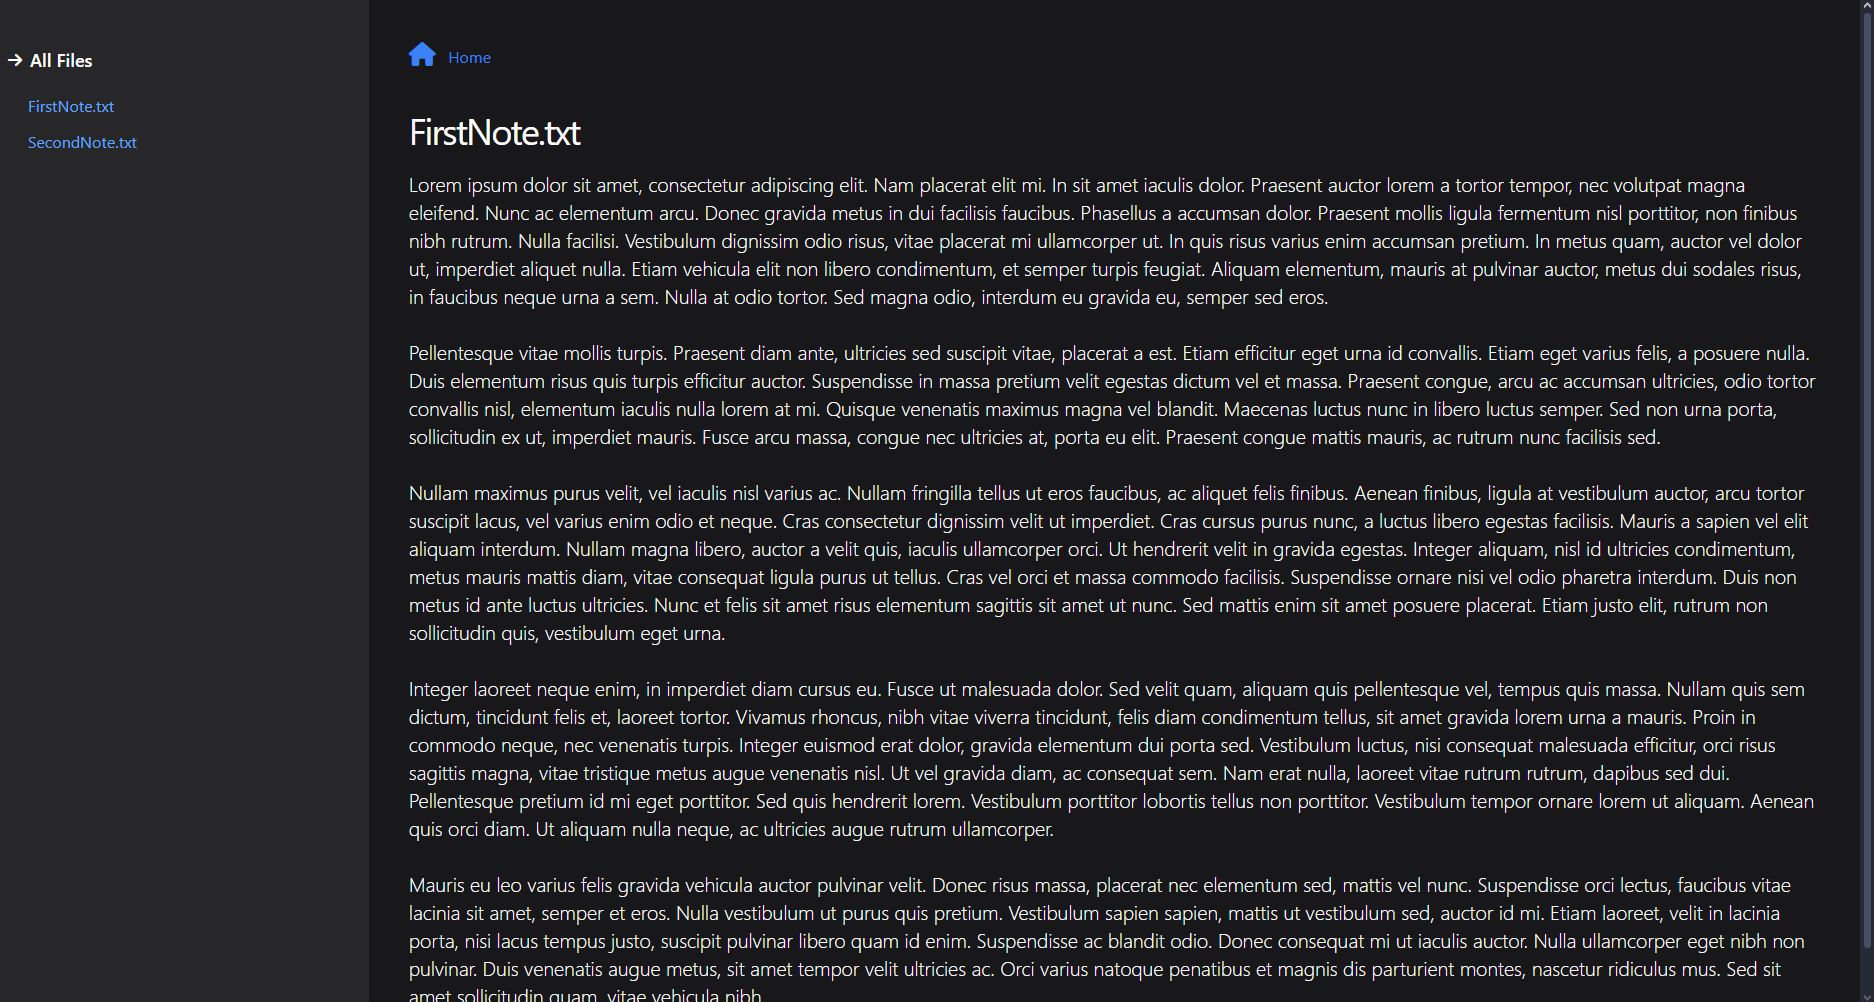 All Files
FirstNote.txt
SecondNote.txt
Home
FirstNote.txt
Lorem ipsum dolor sit amet, consectetur adipiscing elit. Nam placerat elit mi. In sit amet iaculis dolor. Praesent auctor lorem a tortor tempor, nec volutpat magna
eleifend. Nunc ac elementum arcu. Donec gravida metus in dui facilisis faucibus. Phasellus a accumsan dolor. Praesent mollis ligula fermentum nisl porttitor, non finibus
nibh rutrum. Nulla facilisi. Vestibulum dignissim odio risus, vitae placerat mi ullamcorper ut. In quis risus varius enim accumsan pretium. In metus quam, auctor vel dolor
ut, imperdiet aliquet nulla. Etiam vehicula elit non libero condimentum, et semper turpis feugiat. Aliquam elementum, mauris at pulvinar auctor, metus dui sodales risus,
in faucibus neque urna a sem. Nulla at odio tortor. Sed magna odio, interdum eu gravida eu, semper sed eros.
Pellentesque vitae mollis turpis. Praesent diam ante, ultricies sed suscipit vitae, placerat a est. Etiam efficitur eget urna id convallis. Etiam eget varius felis, a posuere nulla.
Duis elementum risus quis turpis efficitur auctor. Suspendisse in massa pretium velit egestas dictum vel et massa. Praesent congue, arcu ac accumsan ultricies, odio tortor
convallis nisl, elementum iaculis nulla lorem at mi. Quisque venenatis maximus magna vel blandit. Maecenas luctus nunc in libero luctus semper. Sed non urna porta,
sollicitudin ex ut, imperdiet mauris. Fusce arcu massa, congue nec ultricies at, porta eu elit. Praesent congue mattis mauris, ac rutrum nunc facilisis sed.
Nullam maximus purus velit, vel iaculis nisl varius ac. Nullam fringilla tellus ut eros faucibus, ac aliquet felis finibus. Aenean finibus, ligula at vestibulum auctor, arcu tortor
suscipit lacus, vel varius enim odio et neque. Cras consectetur dignissim velit ut imperdiet. Cras cursus purus nunc, a luctus libero egestas facilisis. Mauris a sapien vel elit
aliquam interdum. Nullam magna libero, auctor a velit quis, iaculis ullamcorper orci. Ut hendrerit velit in gravida egestas. Integer aliquam, nisl id ultricies condimentum,
metus mauris mattis diam, vitae consequat ligula purus ut tellus. Cras vel orci et massa commodo facilisis. Suspendisse ornare nisi vel odio pharetra interdum. Duis non
metus id ante luctus ultricies. Nunc et felis sit amet risus elementum sagittis sit amet ut nunc. Sed mattis enim sit amet posuere placerat. Etiam justo elit, rutrum non
sollicitudin quis, vestibulum eget urna.
Integer laoreet neque enim, in imperdiet diam cursus eu. Fusce ut malesuada dolor. Sed velit quam, aliquam quis pellentesque vel, tempus quis massa. Nullam quis sem
dictum, tincidunt felis et, laoreet tortor. Vivamus rhoncus, nibh vitae viverra tincidunt, felis diam condimentum tellus, sit amet gravida lorem urna a mauris. Proin in
commodo neque, nec venenatis turpis. Integer euismod erat dolor, gravida elementum dui porta sed. Vestibulum luctus, nisi consequat malesuada efficitur, orci risus
sagittis magna, vitae tristique metus augue venenatis nisl. Ut vel gravida diam, ac consequat sem. Nam erat nulla, laoreet vitae rutrum rutrum, dapibus sed dui.
Pellentesque pretium id mi eget porttitor. Sed quis hendrerit lorem. Vestibulum porttitor lobortis tellus non porttitor. Vestibulum tempor ornare lorem ut aliquam. Aenean
quis orci diam. Ut aliquam nulla neque, ac ultricies augue rutrum ullamcorper.
Mauris eu leo varius felis gravida vehicula auctor pulvinar velit. Donec risus massa, placerat nec elementum sed, mattis vel nunc. Suspendisse orci lectus, faucibus vitae
lacinia sit amet, semper et eros. Nulla vestibulum ut purus quis pretium. Vestibulum sapien sapien, mattis ut vestibulum sed, auctor id mi. Etiam laoreet, velit in lacinia
porta, nisi lacus tempus justo, suscipit pulvinar libero quam id enim. Suspendisse ac blandit odio. Donec consequat mi ut iaculis auctor. Nulla ullamcorper eget nibh non
pulvinar. Duis venenatis augue metus, sit amet tempor velit ultricies ac. Orci varius natoque penatibus et magnis dis parturient montes, nascetur ridiculus mus. Sed sit
amet sollicitudin quam, vitae vehicula nibh